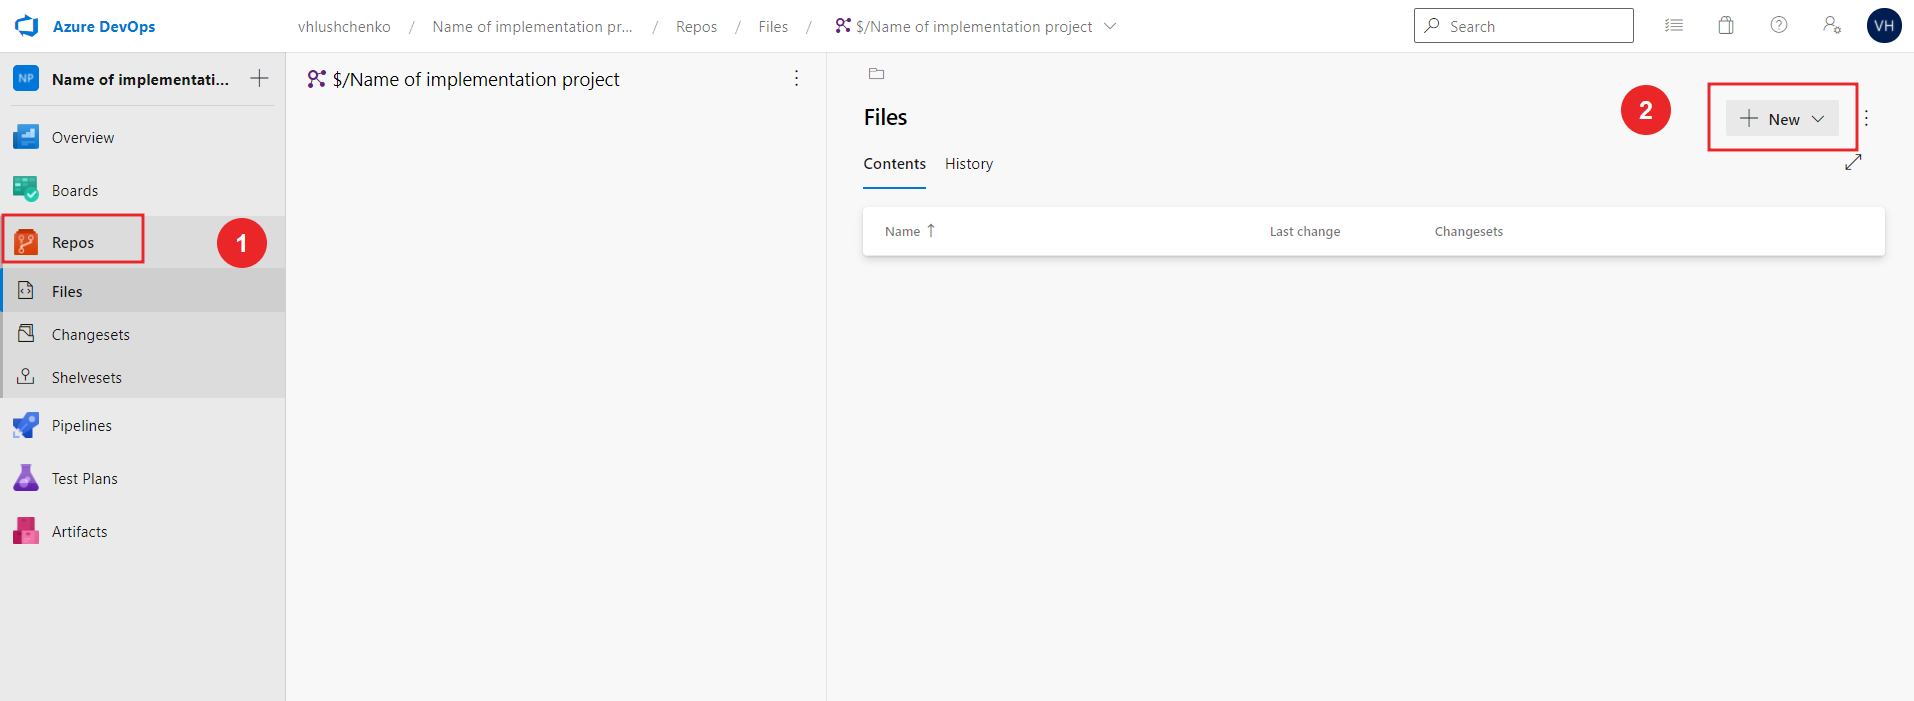 Azure DevOps
vhlushchenko / Name of implementation pr... / Repos / Files / $/Name of implementation project
Search
VH
NP Name of implementati...
Overview
Boards
Repos
1
Files
Changesets
Shelvesets
Pipelines
Test Plans
Artifacts
$/Name of implementation project
Files
2
New
Contents History
Name ↑ Last change Changesets